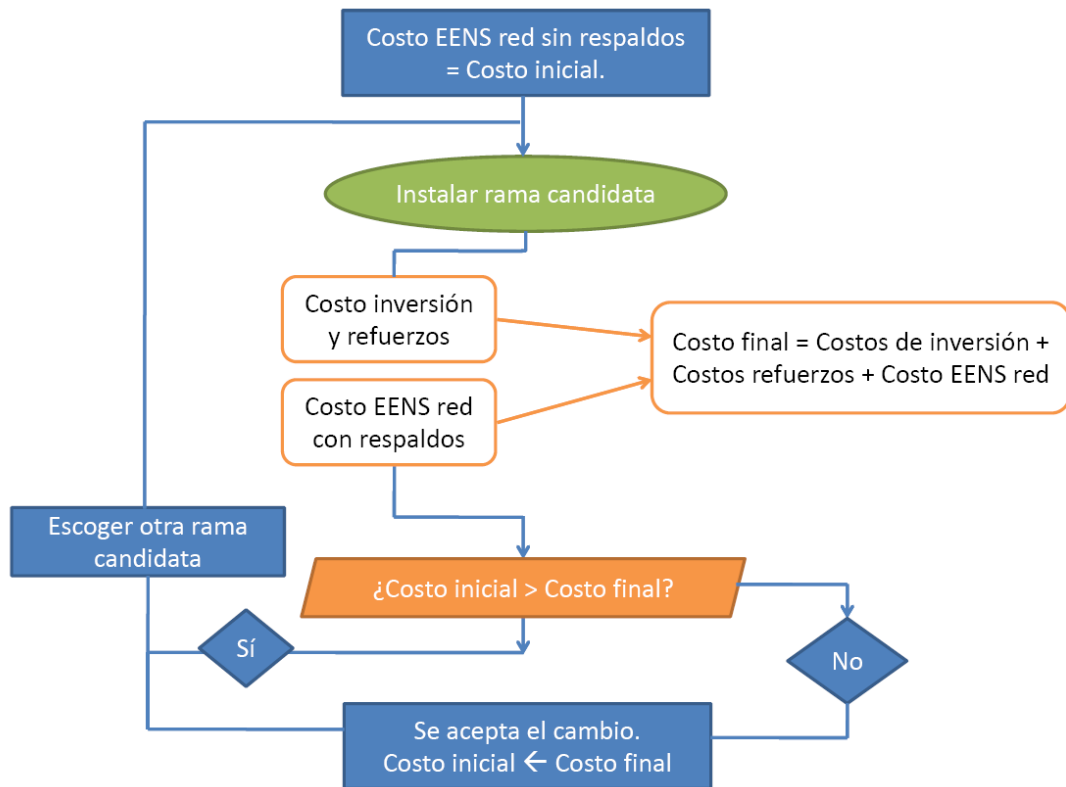 Costo EENS red sin respaldos
= Costo inicial.
Instalar rama candidata
Costo inversión
y refuerzos
Costo final = Costos de inversión +
Costos refuerzos + Costo EENS red
Costo EENS red
con respaldos
Escoger otra rama
candidata
¿Costo inicial > Costo final?
Sí
No
Se acepta el cambio.
Costo inicial ← Costo final